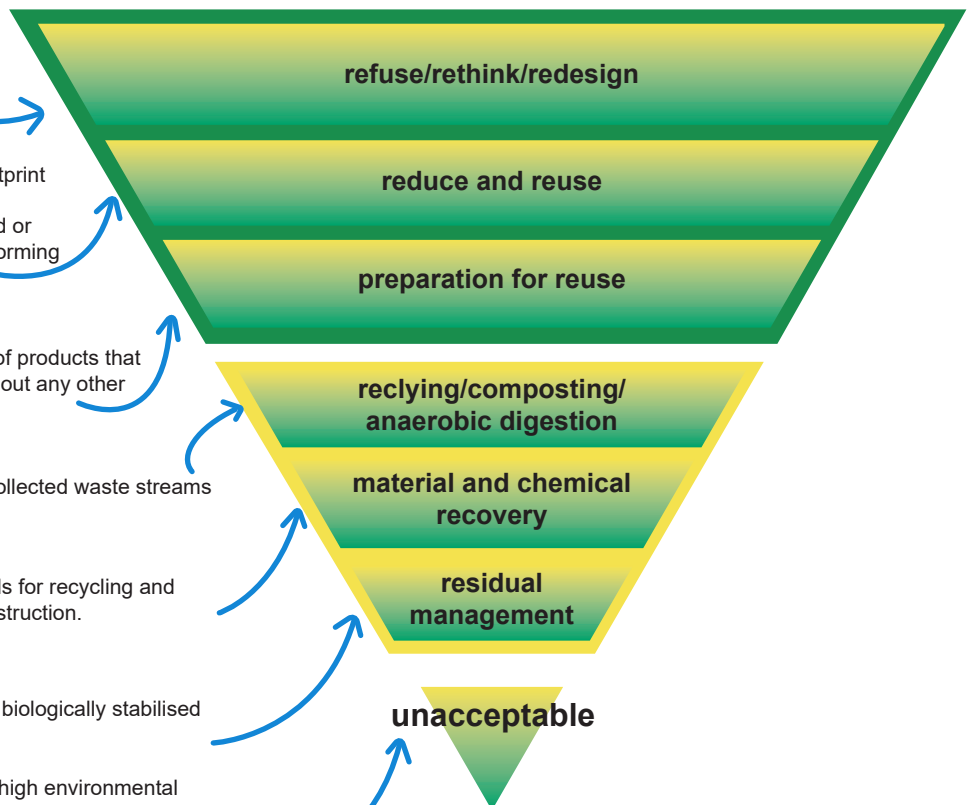 refuse/rethink/redesign
tprint
reduce and reuse
d or
orming
preparation for reuse
of products that
out any other
reclying/composting/
anaerobic digestion
ollected waste streams
material and chemical
recovery
ls for recycling and
struction.
residual
management
biologically stabilised
unacceptable
high environmental